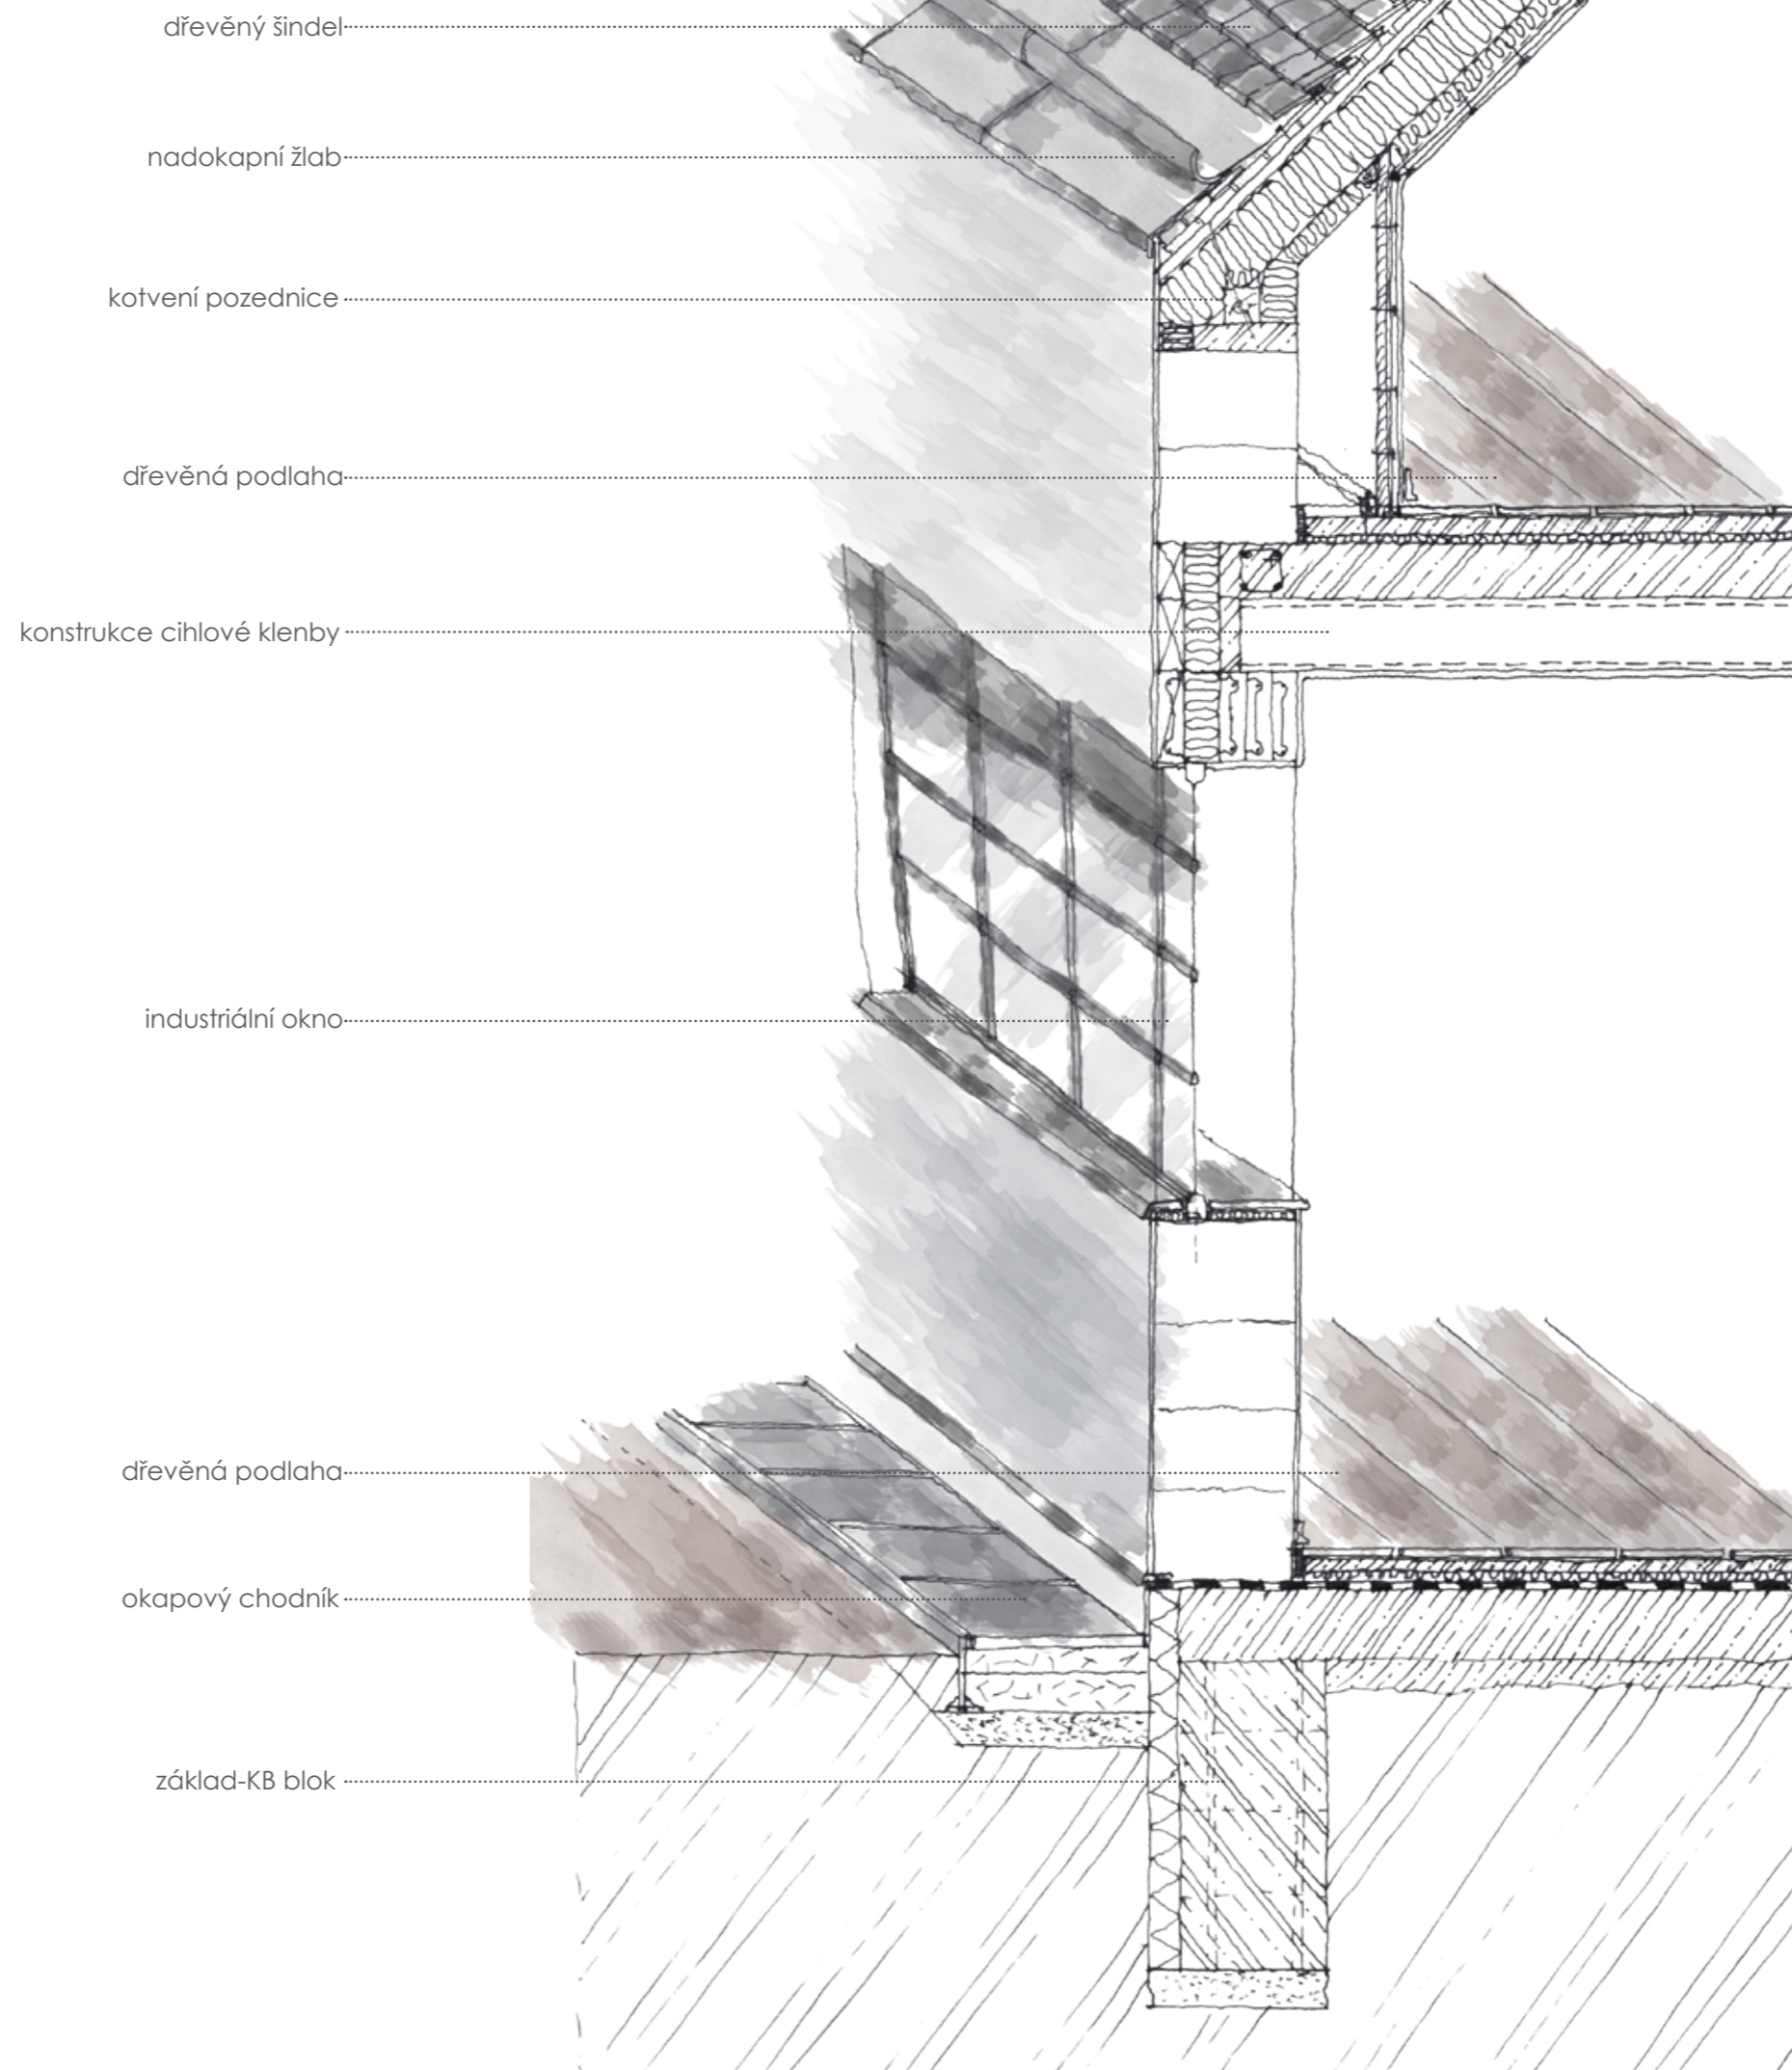 dřevěný šindel
nadokapní žlab
kotvení pozednice
dřevěná podlaha
konstrukce cihlové klenby
industriální okno
dřevěná podlaha
okapový chodník
základ-KB blok